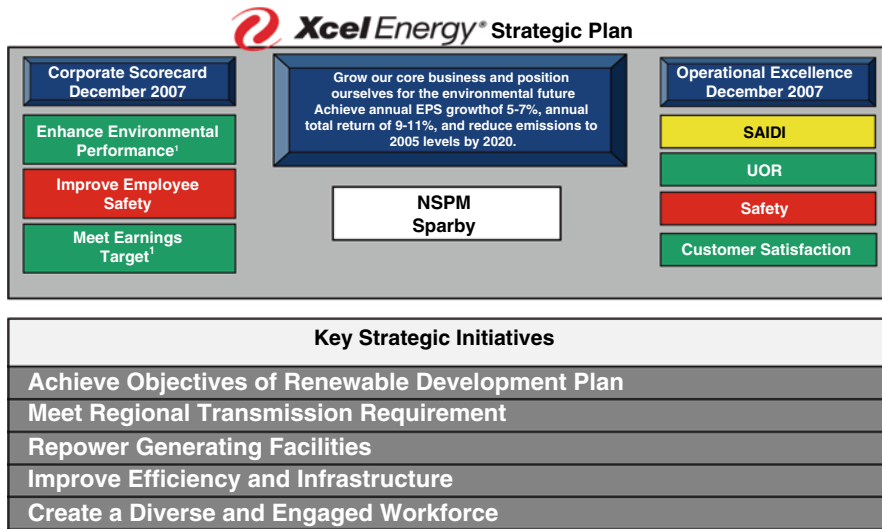 Xcel Energy® Strategic Plan
Corporate Scorecard
December 2007
Enhance Environmental
Performance¹
Improve Employee
Safety
Meet Earnings
Target¹
Grow our core business and position
ourselves for the environmental future
Achieve annual EPS growthof 5-7%, annual
total return of 9-11%, and reduce emissions to
2005 levels by 2020.
NSPM
Sparby
Operational Excellence
December 2007
SAIDI
UOR
Safety
Customer Satisfaction
Key Strategic Initiatives
Achieve Objectives of Renewable Development Plan
Meet Regional Transmission Requirement
Repower Generating Facilities
Improve Efficiency and Infrastructure
Create a Diverse and Engaged Workforce